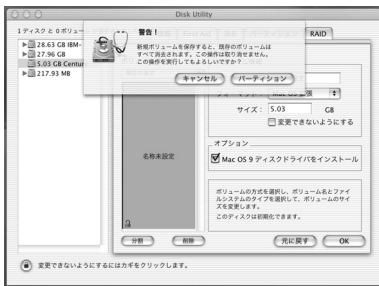 Disk Utility
1ディスク と 0ボリュー
28.63 GB IBM-
27.96 GB
5.03 GB Centur
217.93 MB
RAID
警告！
新規ボリュームを保存すると、既存のボリュームは
すべて消去されます。この操作は取り消せません。
この操作を実行してもよろしいですか？
キャンセル
パーティション
サイズ： 5.03 GB
変更できないようにする
オプション
Mac OS 9 ディスクドライバをインストール
名称未設定
ボリュームの方式を選択し、ボリューム名とファイ
ルシステムのタイプを選択して、ボリュームのサイ
ズを変更します。
このディスクは初期化できます。
分割
削除
元に戻す
OK
変更できないようにするにはカギをクリックします。